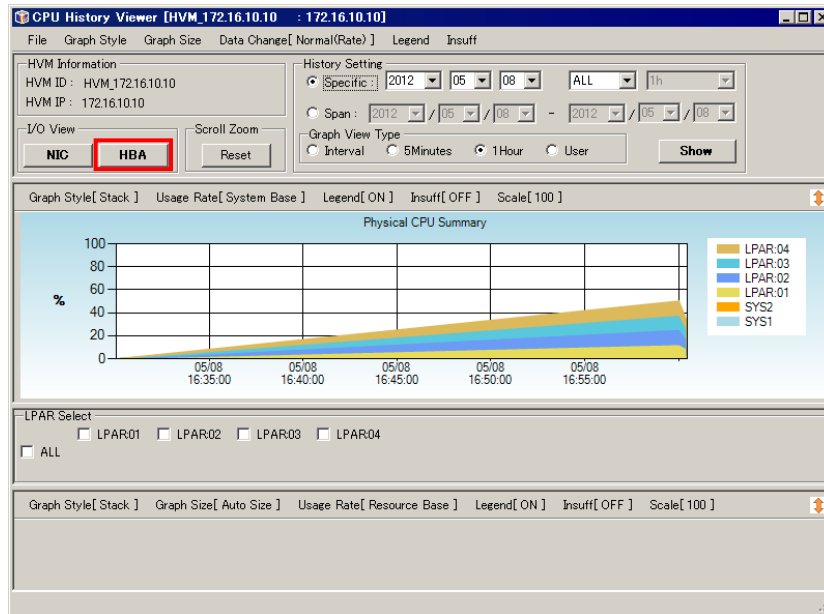 CPU History Viewer [HVM_172.16.10.10 : 172.16.10.10]
File Graph Style Graph Size Data Change[ Normal(Rate) ] Legend Insuff
HVM Information
HVM ID : HVM_172.16.10.10
HVM IP : 172.16.10.10
History Setting
Specific : 2012 05 08 ALL 1h
Span : 2012 / 05 / 08 - 2012 / 05 / 08
I/O View
NIC HBA
Scroll Zoom
Reset
Graph View Type
Interval 5Minutes 1Hour User
Show
Graph Style[ Stack ] Usage Rate[ System Base ] Legend[ ON ] Insuff[ OFF ] Scale[ 100 ]
Physical CPU Summary
%
100
80
60
40
20
0
05/08 16:35:00
05/08 16:40:00
05/08 16:45:00
05/08 16:50:00
05/08 16:55:00
LPAR:04
LPAR:03
LPAR:02
LPAR:01
SYS2
SYS1
LPAR Select
LPAR:01 LPAR:02 LPAR:03 LPAR:04
ALL
Graph Style[ Stack ] Graph Size[ Auto Size ] Usage Rate[ Resource Base ] Legend[ ON ] Insuff[ OFF ] Scale[ 100 ]